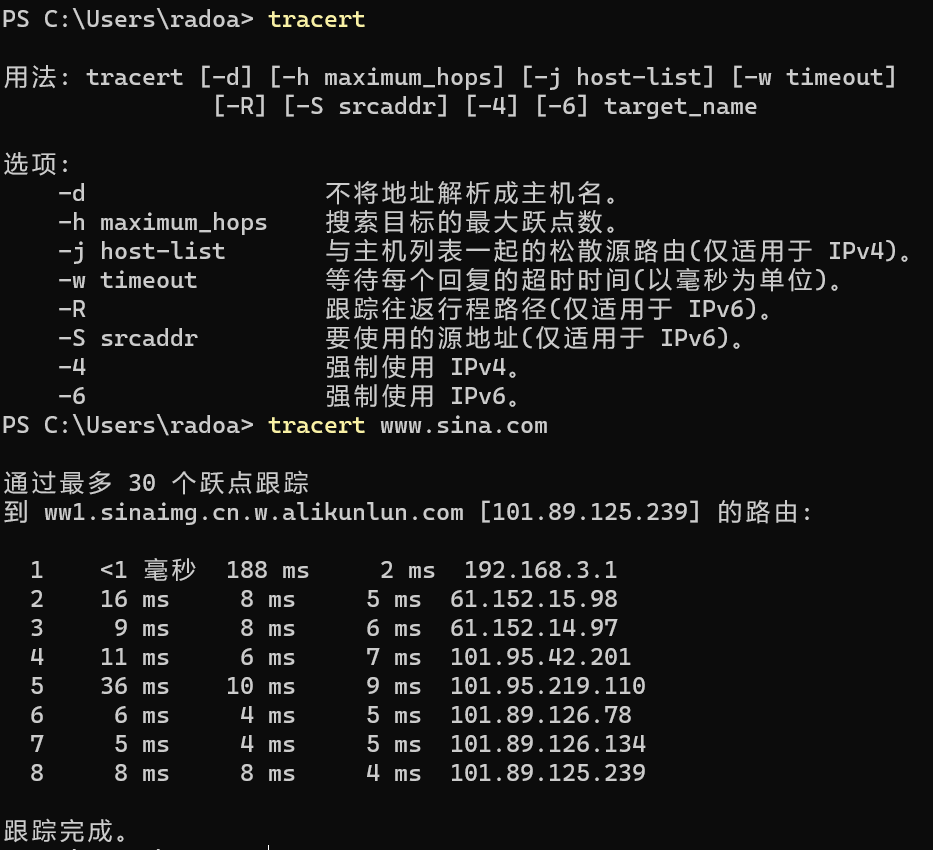 PS C:\Users\radoa> tracert
用法: tracert [-d] [-h maximum_hops] [-j host-list] [-w timeout]
[-R] [-S srcaddr] [-4] [-6] target_name
选项:
-d 不将地址解析成主机名。
-h maximum_hops 搜索目标的最大跃点数。
-j host-list 与主机列表一起的松散源路由(仅适用于 IPv4)。
-w timeout 等待每个回复的超时时间(以毫秒为单位)。
-R 跟踪往返行程路径(仅适用于 IPv6)。
-S srcaddr 要使用的源地址(仅适用于 IPv6)。
-4 强制使用 IPv4。
-6 强制使用 IPv6。
PS C:\Users\radoa> tracert www.sina.com
通过最多 30 个跃点跟踪
到 ww1.sinaimg.cn.w.alikunlun.com [101.89.125.239] 的路由:
1 <1 毫秒 188 ms 2 ms 192.168.3.1
2 16 ms 8 ms 5 ms 61.152.15.98
3 9 ms 8 ms 6 ms 61.152.14.97
4 11 ms 6 ms 7 ms 101.95.42.201
5 36 ms 10 ms 9 ms 101.95.219.110
6 6 ms 4 ms 5 ms 101.89.126.78
7 5 ms 4 ms 5 ms 101.89.126.134
8 8 ms 8 ms 4 ms 101.89.125.239
跟踪完成。